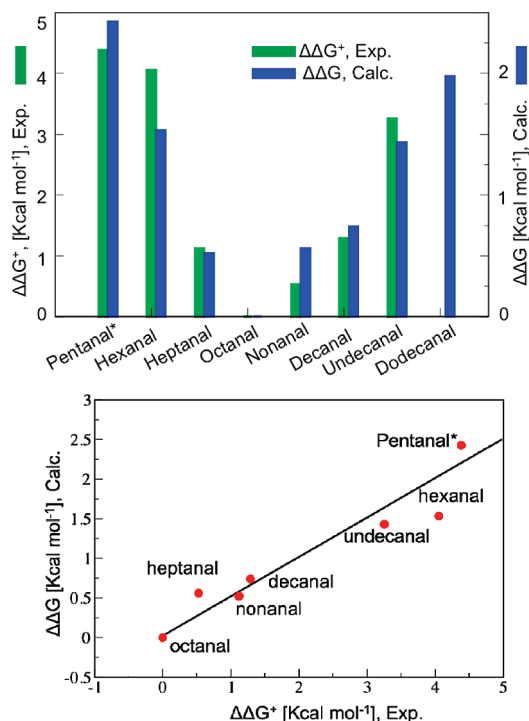 ΔΔG⁺, Exp.
ΔΔG, Calc.
5
4
3
2
1
0
ΔΔG⁺, [Kcal mol⁻¹], Exp.
2
1
0
ΔΔG [Kcal mol⁻¹], Calc.
Pentanal*
Hexanal
Heptanal
Octanal
Nonanal
Decanal
Undecanal
Dodecanal
3
2.5
2
1.5
1
0.5
0
-0.5
ΔΔG [Kcal mol⁻¹], Calc.
Pentanal*
hexanal
undecanal
heptanal
decanal
nonanal
octanal
-1
0
1
2
3
4
5
ΔΔG⁺ [Kcal mol⁻¹], Exp.